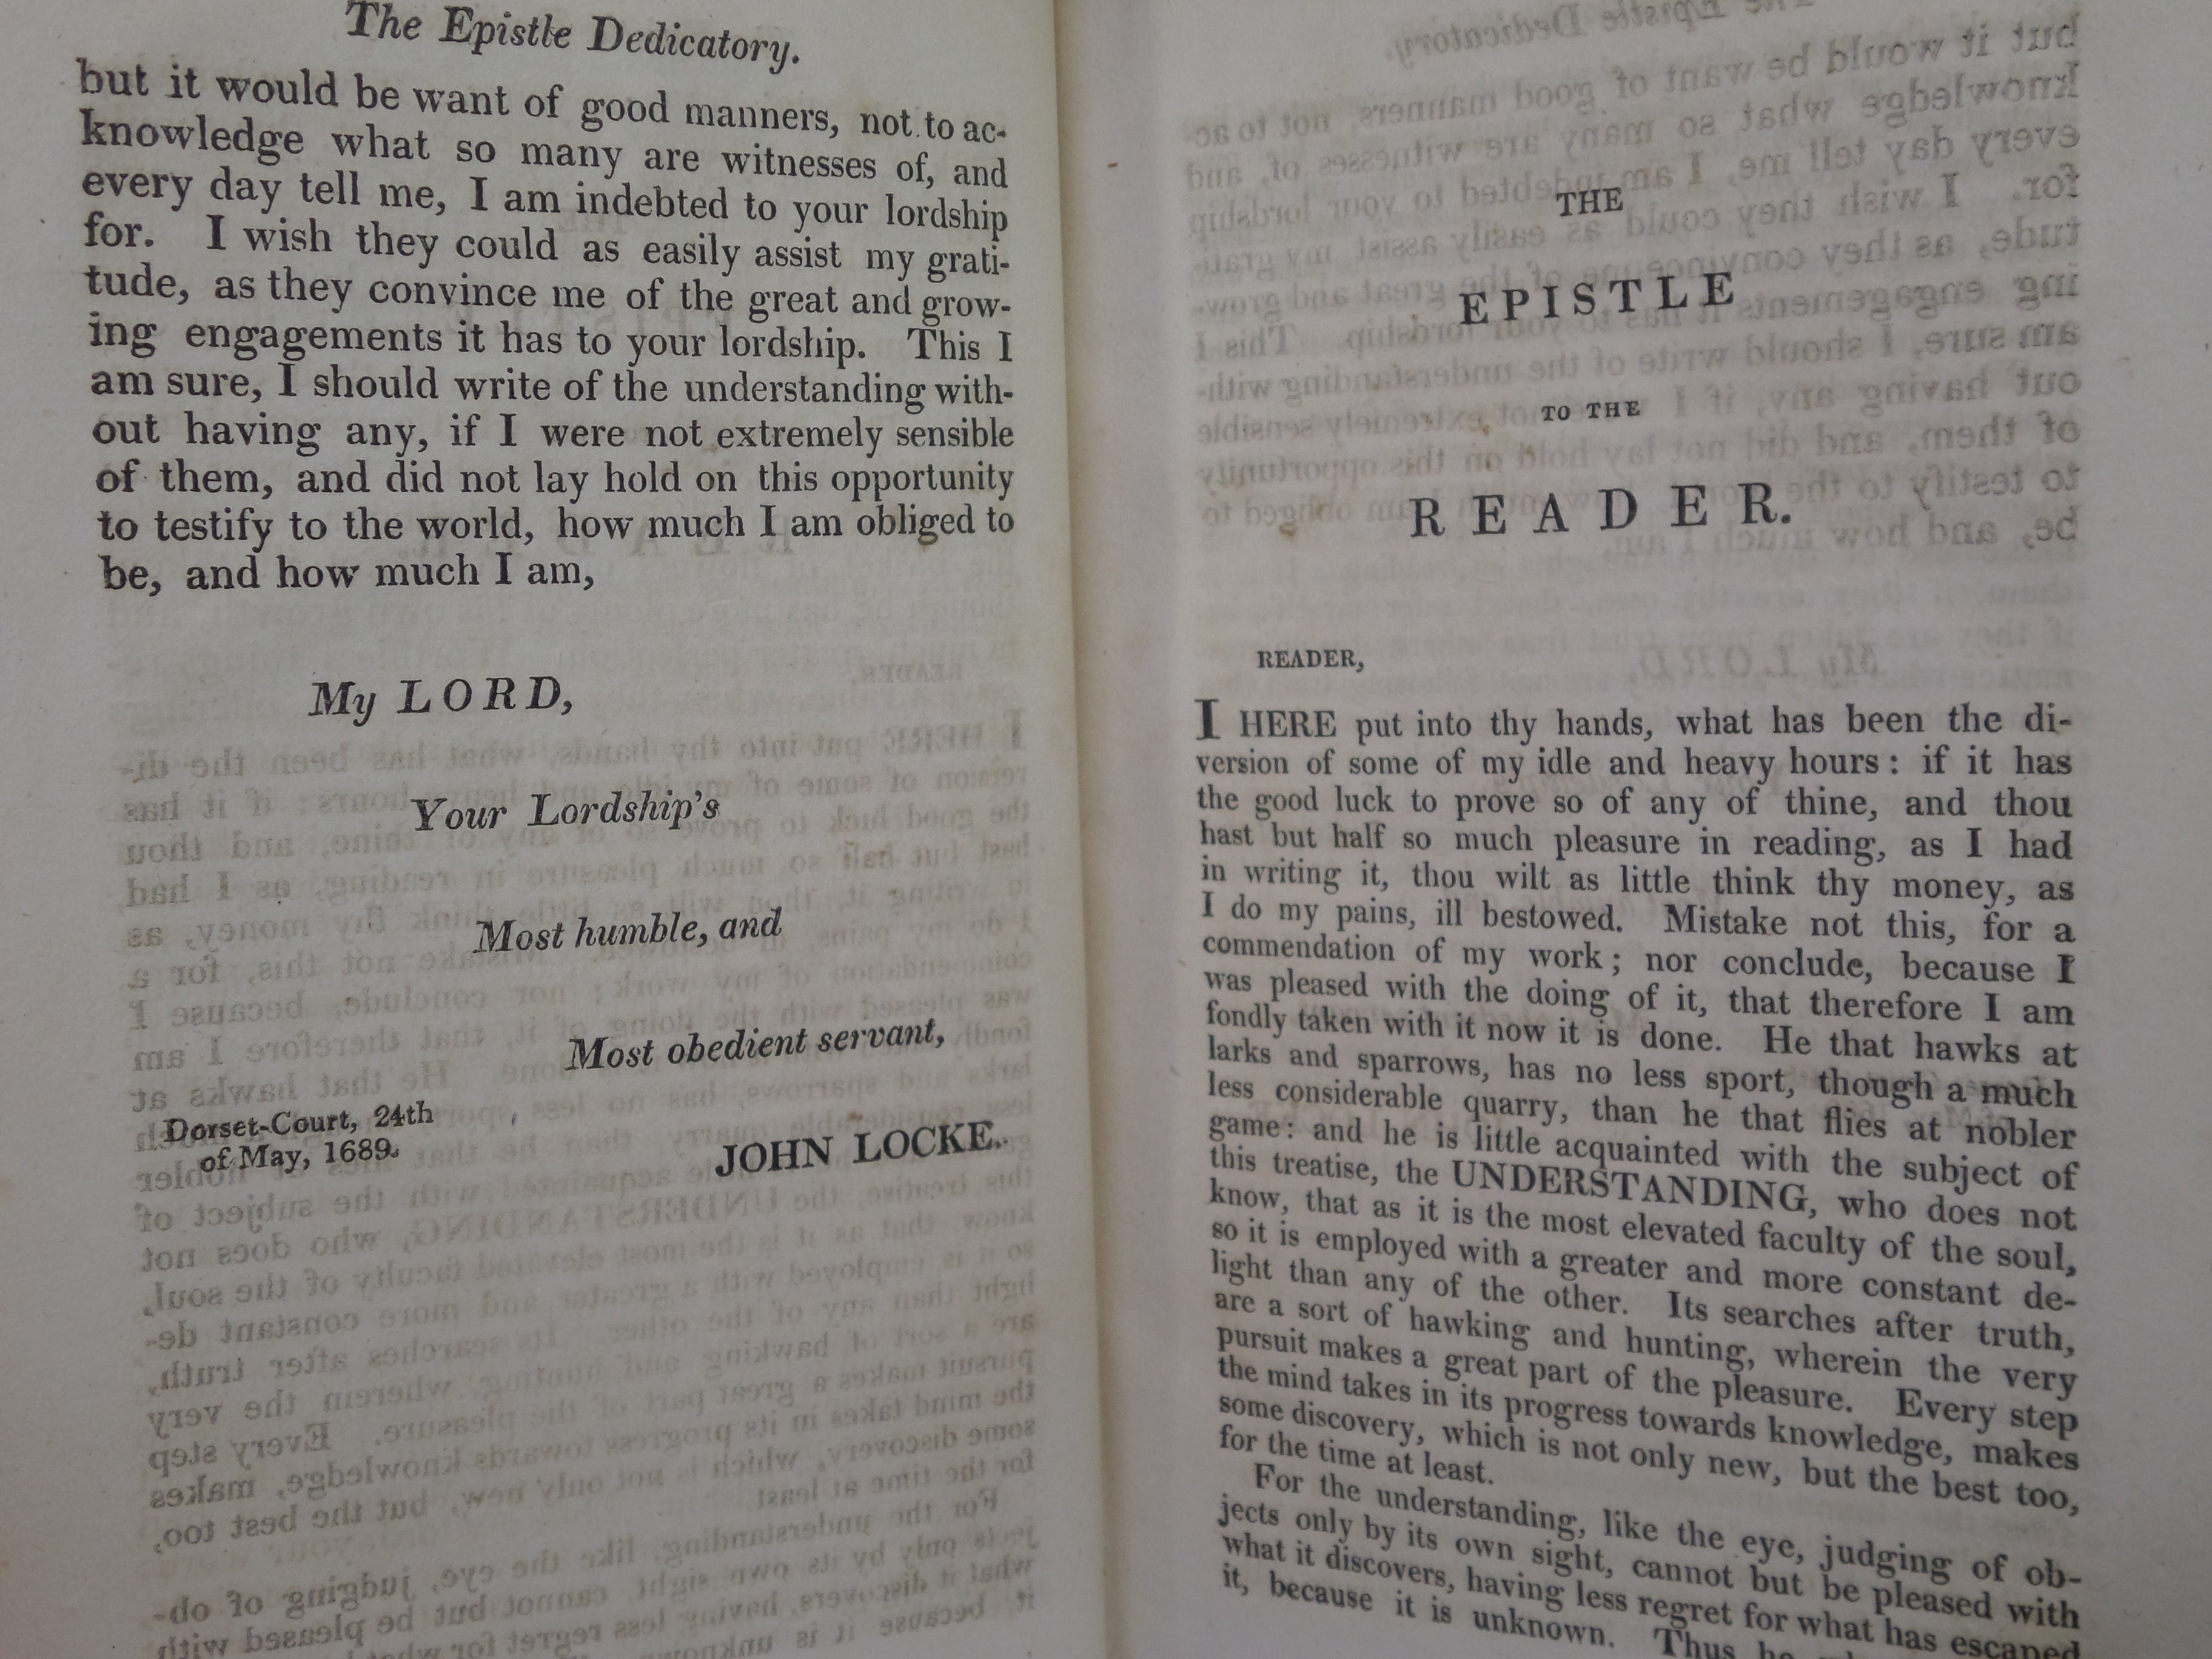 The Epistle Dedicatory.
but it would be want of good manners, not to ac-
knowledge what so many are witnesses of, and
every day tell me, I am indebted to your lordship
for. I wish they could as easily assist my grati-
tude, as they convince me of the great and grow-
ing engagements it has to your lordship. This I
am sure, I should write of the understanding with-
out having any, if I were not extremely sensible
of them, and did not lay hold on this opportunity
to testify to the world, how much I am obliged to
be, and how much I am,
My LORD,
Your Lordship's
Most humble, and
Most obedient servant,
Dorset-Court, 24th
of May, 1689.
JOHN LOCKE.
THE
EPISTLE
TO THE
READER.
READER,
I HERE put into thy hands, what has been the di-
version of some of my idle and heavy hours: if it has
the good luck to prove so of any of thine, and thou
hast but half so much pleasure in reading, as I had
in writing it, thou wilt as little think thy money, as
I do my pains, ill bestowed. Mistake not this, for a
commendation of my work; nor conclude, because I
was pleased with the doing of it, that therefore I am
fondly taken with it now it is done. He that hawks at
larks and sparrows, has no less sport, though a much
less considerable quarry, than he that flies at nobler
game: and he is little acquainted with the subject of
this treatise, the UNDERSTANDING, who does not
know, that as it is the most elevated faculty of the soul,
so it is employed with a greater and more constant de-
light than any of the other. Its searches after truth,
are a sort of hawking and hunting, wherein the very
pursuit makes a great part of the pleasure. Every step
the mind takes in its progress towards knowledge, makes
some discovery, which is not only new, but the best too,
for the time at least.
For the understanding, like the eye, judging of ob-
jects only by its own sight, cannot but be pleased with
what it discovers, having less regret for what has escaped
it, because it is unknown. Thus he